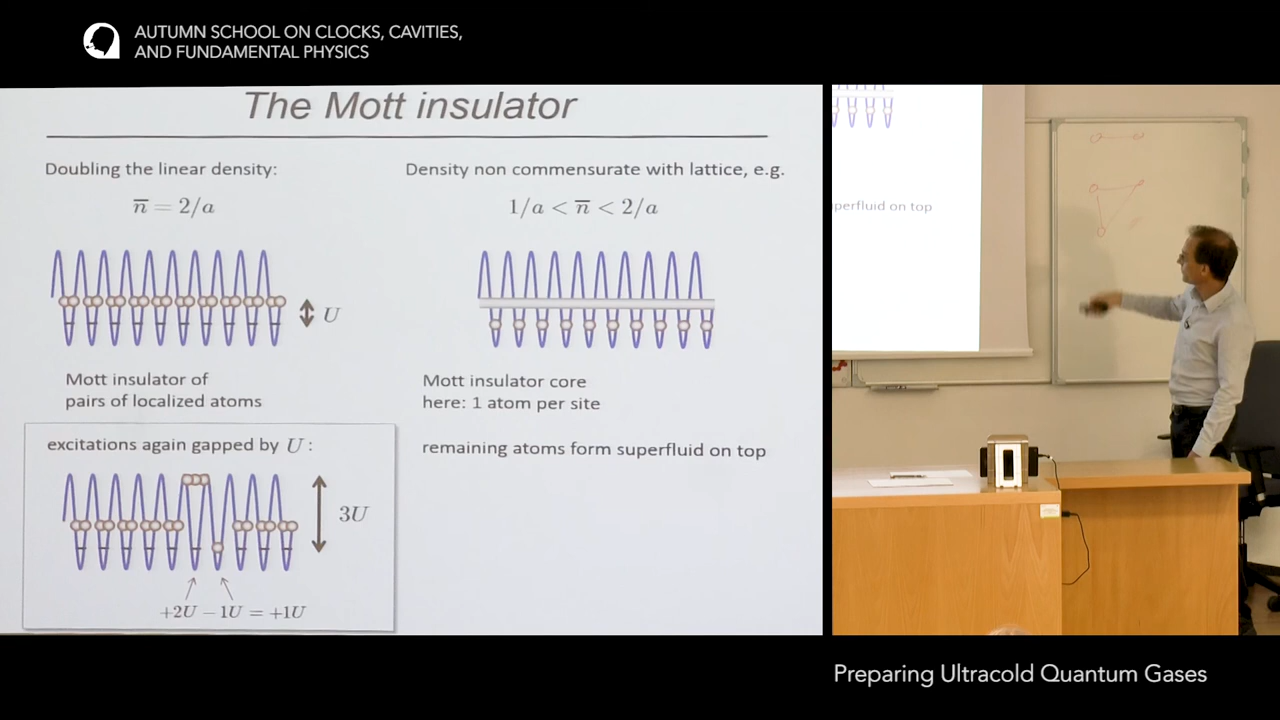 AUTUMN SCHOOL ON CLOCKS, CAVITIES,
AND FUNDAMENTAL PHYSICS
The Mott insulator
Doubling the linear density:
n̅ = 2/a
U
Mott insulator of
pairs of localized atoms
excitations again gapped by U :
3U
+2U − 1U = +1U
Density non commensurate with lattice, e.g.
1/a < n̅ < 2/a
Mott insulator core
here: 1 atom per site
remaining atoms form superfluid on top
perfluid on top
Preparing Ultracold Quantum Gases